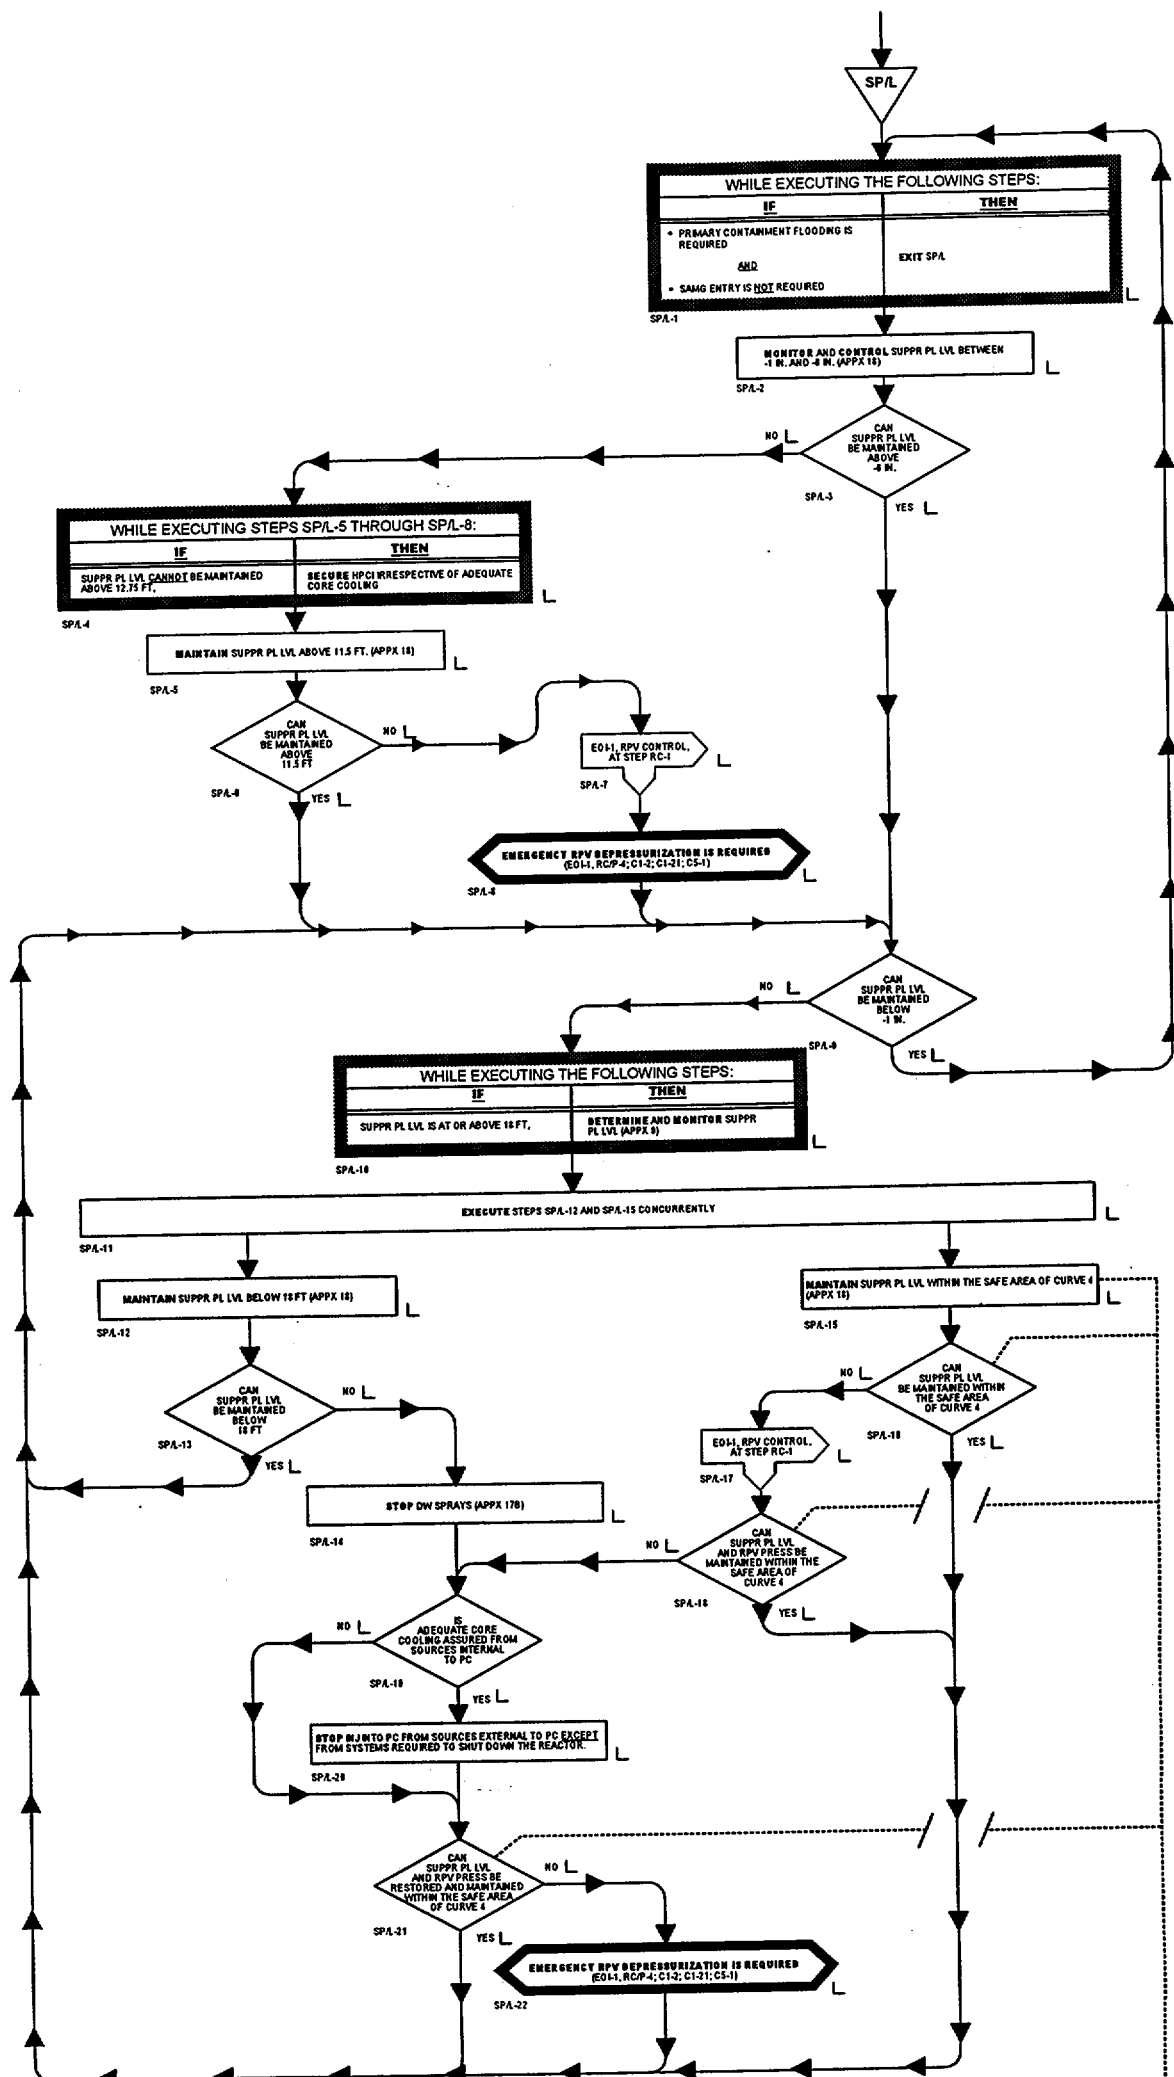 SP/L
WHILE EXECUTING THE FOLLOWING STEPS:
IF
THEN
• PRIMARY CONTAINMENT FLOODING IS
REQUIRED
AND
• SAMG ENTRY IS NOT REQUIRED
EXIT SP/L
L
SP/L-1
MONITOR AND CONTROL SUPPR PL LVL BETWEEN
-1 IN. AND -6 IN. (APPX 18)
L
SP/L-2
CAN
SUPPR PL LVL
BE MAINTAINED
ABOVE
-6 IN.
NO L
SP/L-3
YES L
WHILE EXECUTING STEPS SP/L-5 THROUGH SP/L-8:
IF
THEN
SUPPR PL LVL CANNOT BE MAINTAINED
ABOVE 12.75 FT,
SECURE HPCI IRRESPECTIVE OF ADEQUATE
CORE COOLING
L
SP/L-4
MAINTAIN SUPPR PL LVL ABOVE 11.5 FT. (APPX 18)
L
SP/L-5
CAN
SUPPR PL LVL
BE MAINTAINED
ABOVE
11.5 FT
NO L
SP/L-6
YES L
EOI-1, RPV CONTROL,
AT STEP RC-1
L
SP/L-7
EMERGENCY RPV DEPRESSURIZATION IS REQUIRED
(EOI-1, RC/P-4; C1-2; C1-21; C5-1)
L
SP/L-8
CAN
SUPPR PL LVL
BE MAINTAINED
BELOW
-1 IN.
NO L
SP/L-9
YES L
WHILE EXECUTING THE FOLLOWING STEPS:
IF
THEN
SUPPR PL LVL IS AT OR ABOVE 18 FT,
DETERMINE AND MONITOR SUPPR
PL LVL (APPX 9)
L
SP/L-10
EXECUTE STEPS SP/L-12 AND SP/L-15 CONCURRENTLY
L
SP/L-11
MAINTAIN SUPPR PL LVL BELOW 18 FT (APPX 18)
L
SP/L-12
MAINTAIN SUPPR PL LVL WITHIN THE SAFE AREA OF CURVE 4
(APPX 18)
L
SP/L-15
CAN
SUPPR PL LVL
BE MAINTAINED
BELOW
18 FT
NO L
SP/L-13
YES L
CAN
SUPPR PL LVL
BE MAINTAINED WITHIN
THE SAFE AREA
OF CURVE 4
NO L
SP/L-16
YES L
EOI-1, RPV CONTROL,
AT STEP RC-1
L
SP/L-17
STOP DW SPRAYS (APPX 17B)
L
SP/L-14
CAN
SUPPR PL LVL
AND RPV PRESS BE
MAINTAINED WITHIN THE
SAFE AREA OF
CURVE 4
NO L
SP/L-18
YES L
IS
ADEQUATE CORE
COOLING ASSURED FROM
SOURCES INTERNAL
TO PC
NO L
SP/L-19
YES L
STOP INJ INTO PC FROM SOURCES EXTERNAL TO PC EXCEPT
FROM SYSTEMS REQUIRED TO SHUT DOWN THE REACTOR.
L
SP/L-20
CAN
SUPPR PL LVL
AND RPV PRESS BE
RESTORED AND MAINTAINED
WITHIN THE SAFE AREA
OF CURVE 4
NO L
SP/L-21
YES L
EMERGENCY RPV DEPRESSURIZATION IS REQUIRED
(EOI-1, RC/P-4; C1-2; C1-21; C5-1)
L
SP/L-22